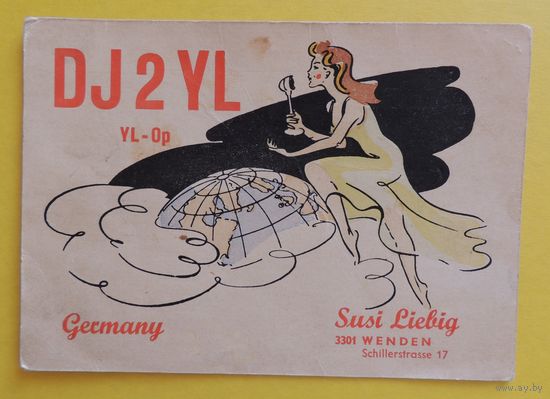 DJ2YL
YL-Op
Germany
Susi Liebig
3301 WENDEN
Schillerstrasse 17
www.ay.by